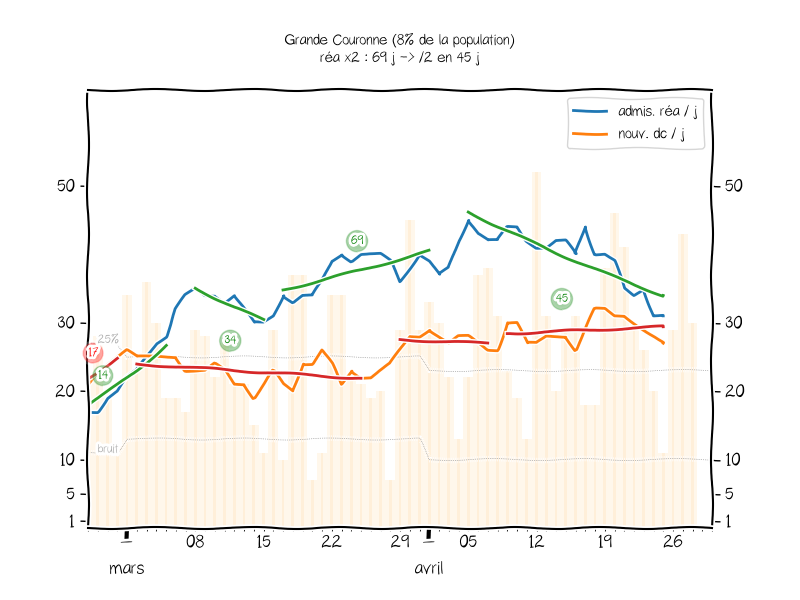 Grande Couronne (8% de la population)
réa x2 : 69 j -> /2 en 45 j
admis. réa / j
nouv. dc / j
50 50
69
45
30 30
25% 34
17
14
20 20
bruit
10 10
5 5
1 1
08 15 22 29 05 12 19 26
mars avril